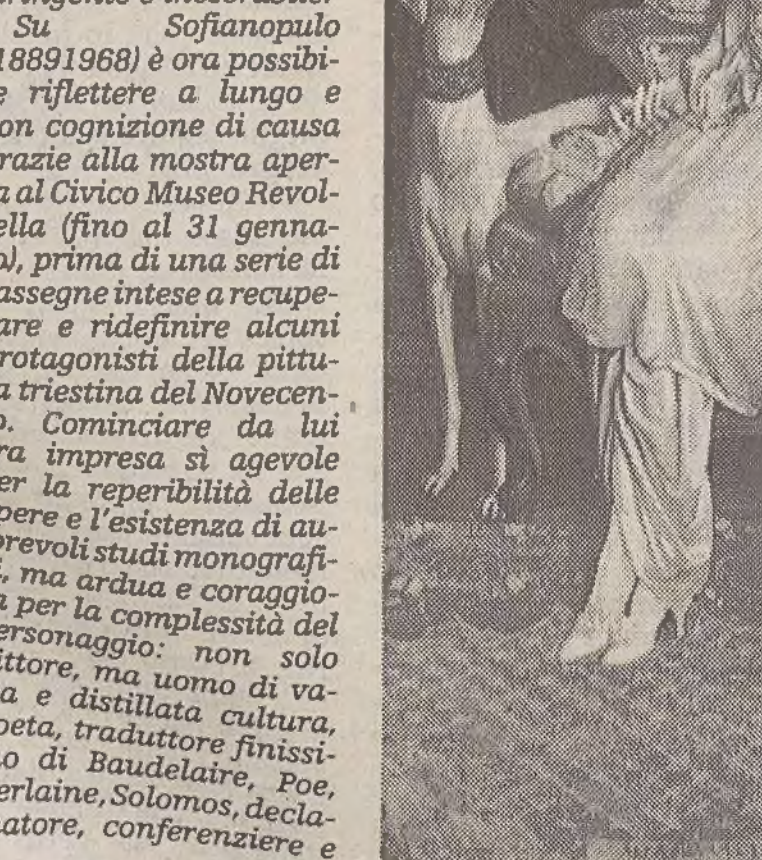 ringente e inesorabile.
Su Sofianopulo
18891968) è ora possibi-
e riflettere a lungo e
on cognizione di causa
razie alla mostra aper-
a al Civico Museo Revol-
ella (fino al 31 genna-
o), prima di una serie di
assegne intese a recupe-
are e ridefinire alcuni
rotagonisti della pittu-
a triestina del Novecen-
o. Cominciare da lui
ra impresa sì agevole
er la reperibilità delle
pere e l'esistenza di au-
orevoli studi monografi-
i, ma ardua e coraggio-
a per la complessità del
ersonaggio: non solo
ittore, ma uomo di va-
a e distillata cultura,
oeta, traduttore finissi-
o di Baudelaire, Poe,
erlaine, Solomos, decla-
atore, conferenziere e